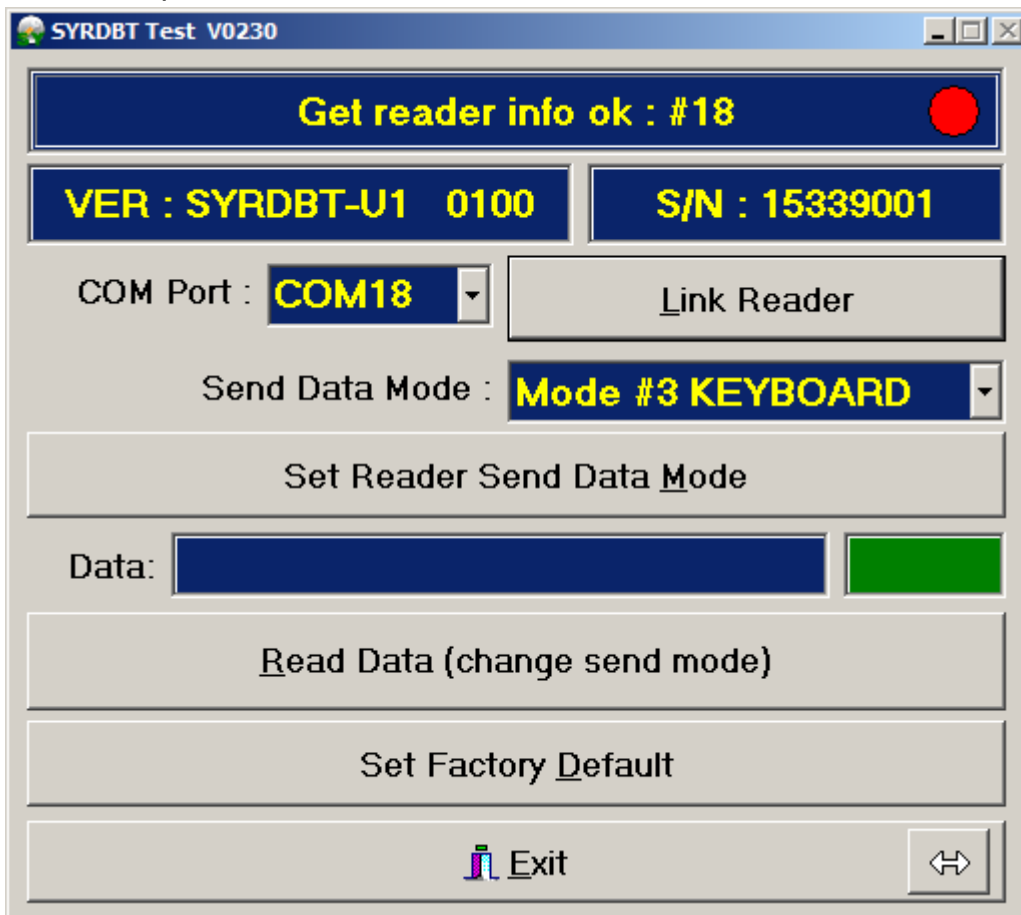 SYRDBT Test V0230
Get reader info ok : #18
VER : SYRDBT-U1 0100
S/N : 15339001
COM Port : COM18
Link Reader
Send Data Mode : Mode #3 KEYBOARD
Set Reader Send Data Mode
Data:
Read Data (change send mode)
Set Factory Default
Exit